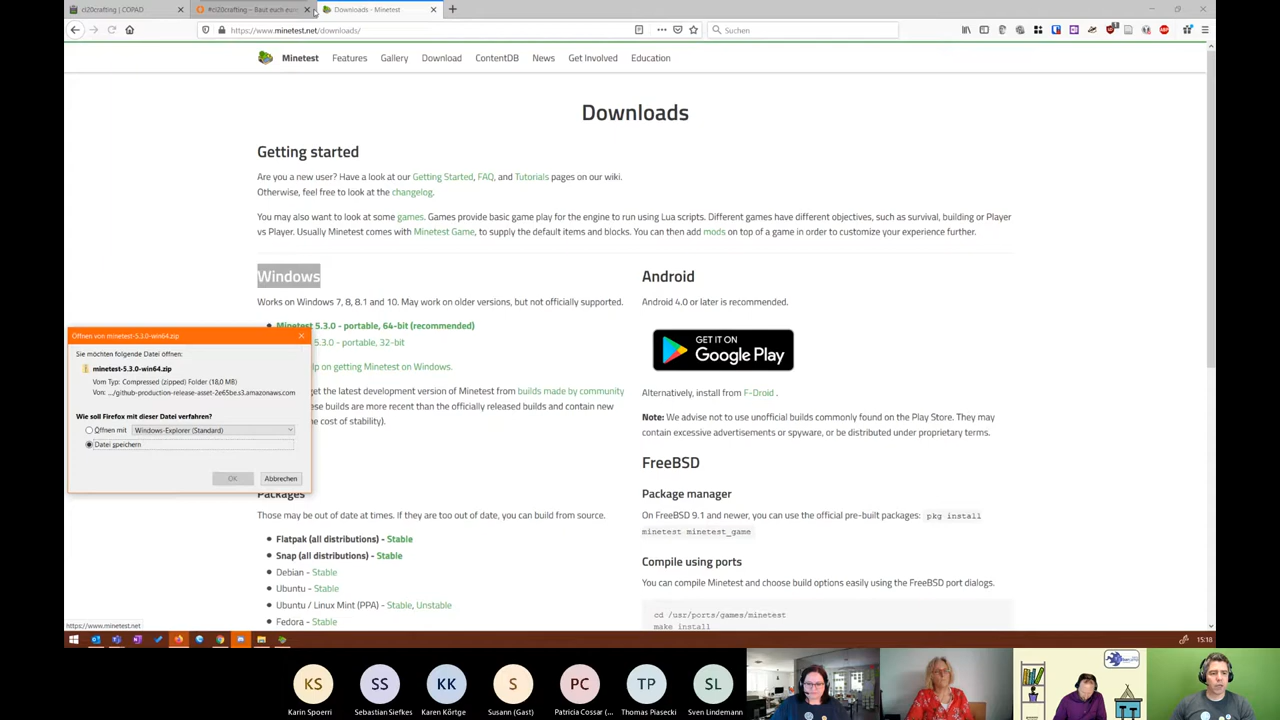 ci20crafting | COPAD
#ci20crafting – Baut euch eure
Downloads - Minetest
https://www.minetest.net/downloads/
Suchen
Minetest
Features
Gallery
Download
ContentDB
News
Get Involved
Education
Downloads
Getting started
Are you a new user? Have a look at our Getting Started, FAQ, and Tutorials pages on our wiki.
Otherwise, feel free to look at the changelog.
You may also want to look at some games. Games provide basic game play for the engine to run using Lua scripts. Different games have different objectives, such as survival, building or Player
vs Player. Usually Minetest comes with Minetest Game, to supply the default items and blocks. You can then add mods on top of a game in order to customize your experience further.
Windows
Works on Windows 7, 8, 8.1 and 10. May work on older versions, but not officially supported.
Minetest 5.3.0 - portable, 64-bit (recommended)
5.3.0 - portable, 32-bit
on getting Minetest on Windows.
get the latest development version of Minetest from builds made by community
these builds are more recent than the officially released builds and contain new
the cost of stability).
Öffnen von minetest-5.3.0-win64.zip
Sie möchten folgende Datei öffnen:
minetest-5.3.0-win64.zip
Vom Typ: Compressed (zipped) Folder (18,0 MB)
Von: …/github-production-release-asset-2e65be.s3.amazonaws.com
Wie soll Firefox mit dieser Datei verfahren?
Öffnen mit
Windows-Explorer (Standard)
Datei speichern
OK
Abbrechen
Packages
Those may be out of date at times. If they are too out of date, you can build from source.
Flatpak (all distributions) - Stable
Snap (all distributions) - Stable
Debian - Stable
Ubuntu - Stable
Ubuntu / Linux Mint (PPA) - Stable, Unstable
Fedora - Stable
Android
Android 4.0 or later is recommended.
GET IT ON
Google Play
Alternatively, install from F-Droid .
Note: We advise not to use unofficial builds commonly found on the Play Store. They may
contain excessive advertisements or spyware, or be distributed under proprietary terms.
FreeBSD
Package manager
On FreeBSD 9.1 and newer, you can use the official pre-built packages: pkg install
minetest minetest_game
Compile using ports
You can compile Minetest and choose build options easily using the FreeBSD port dialogs.
cd /usr/ports/games/minetest
make install
https://www.minetest.net
15:18
KS
SS
KK
S
PC
TP
SL
Karin Spoerri
Sebastian Siefkes
Karen Körtge
Susann (Gast)
Patricia Cossar (...
Thomas Piasecki
Sven Lindemann